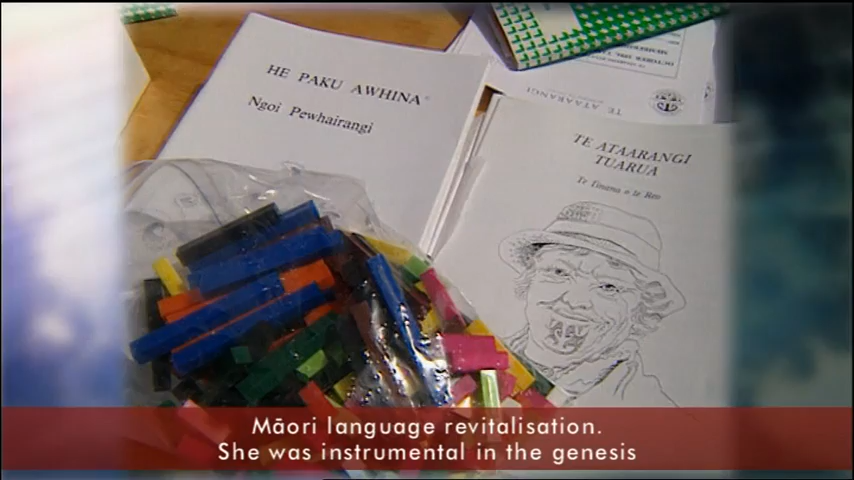 HE PAKU AWHINA
Ngoi Pewhairangi
TE ATAARANGI
TE ATAARANGI
TUARUA
Te Tinana o te Reo
Māori language revitalisation.
She was instrumental in the genesis